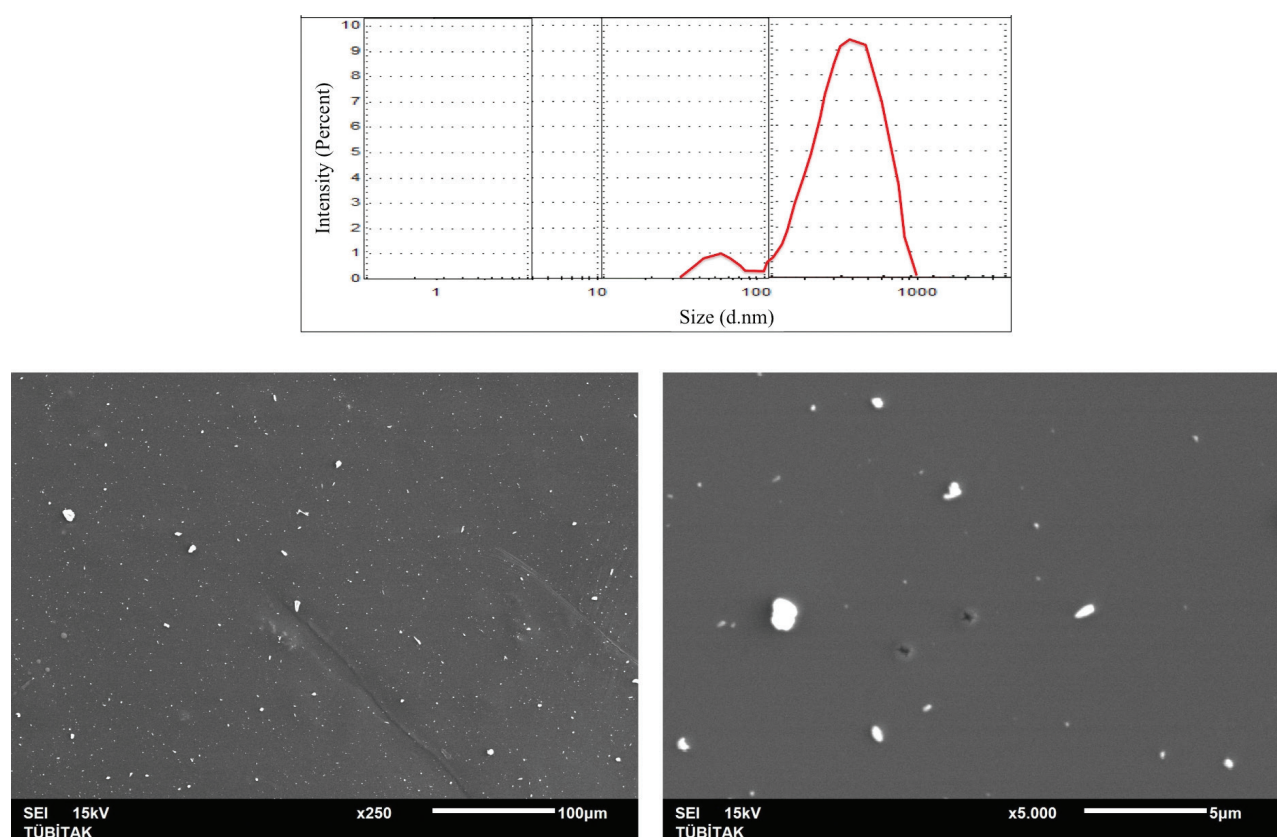 Intensity (Percent)
10
9
8
7
6
5
4
3
2
1
0
1 10 100 1000
Size (d.nm)
SEI 15kV x250 100µm
TÜBİTAK
SEI 15kV x5.000 5µm
TÜBİTAK